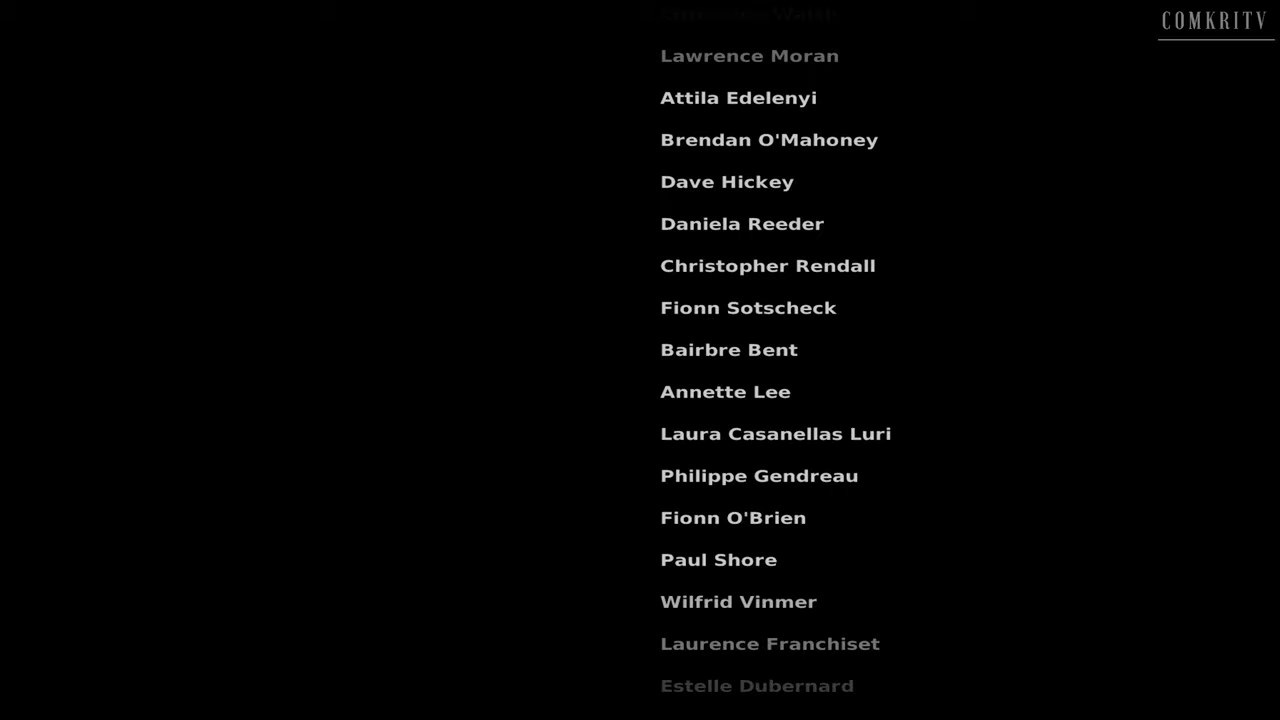 COMKRITV
Lawrence Moran
Attila Edelenyi
Brendan O'Mahoney
Dave Hickey
Daniela Reeder
Christopher Rendall
Fionn Sotscheck
Bairbre Bent
Annette Lee
Laura Casanellas Luri
Philippe Gendreau
Fionn O'Brien
Paul Shore
Wilfrid Vinmer
Laurence Franchiset
Estelle Dubernard